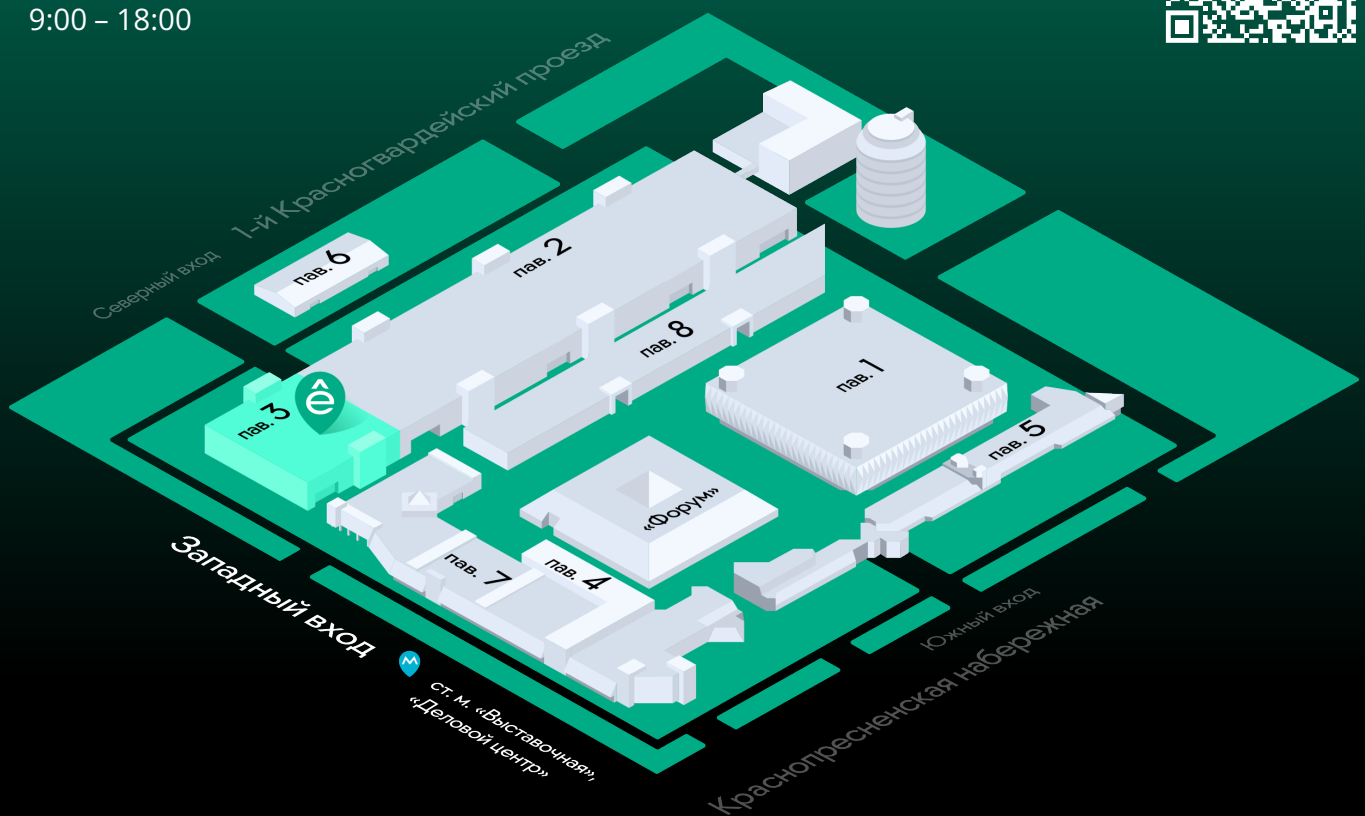 9:00 – 18:00
1-й Красногвардейский проезд
Северный вход
пав. 6
пав. 2
пав. 8
пав. 1
пав. 3
ê
пав. 5
«Форум»
пав. 7
пав. 4
Западный вход
Южный вход
Краснопресненская набережная
ст. м. «Выставочная»,
«Деловой центр»